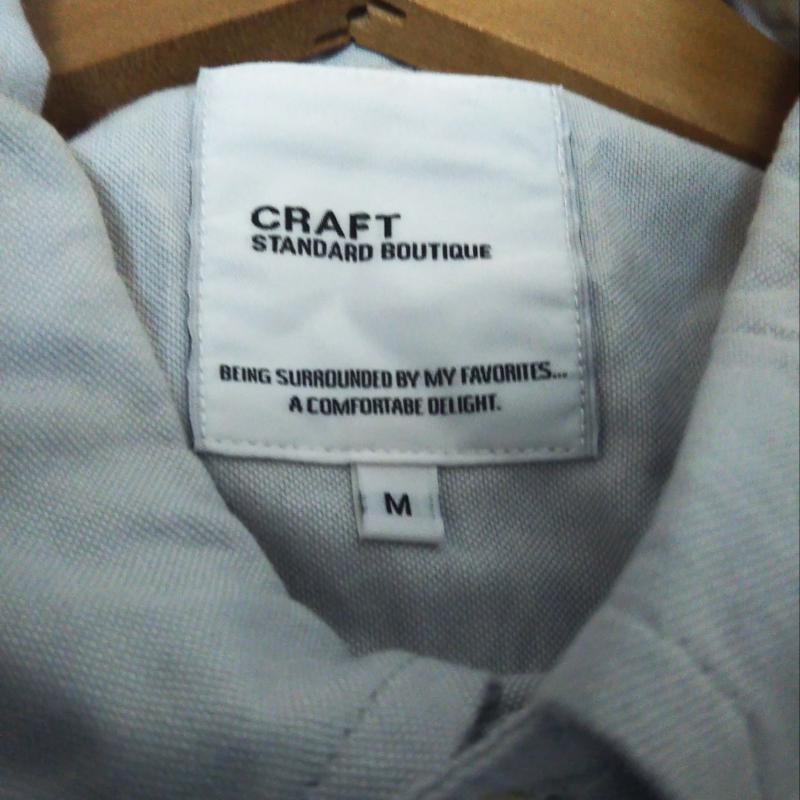 CRAFT
STANDARD BOUTIQUE
BEING SURROUNDED BY MY FAVORITES...
A COMFORTABE DELIGHT.
M